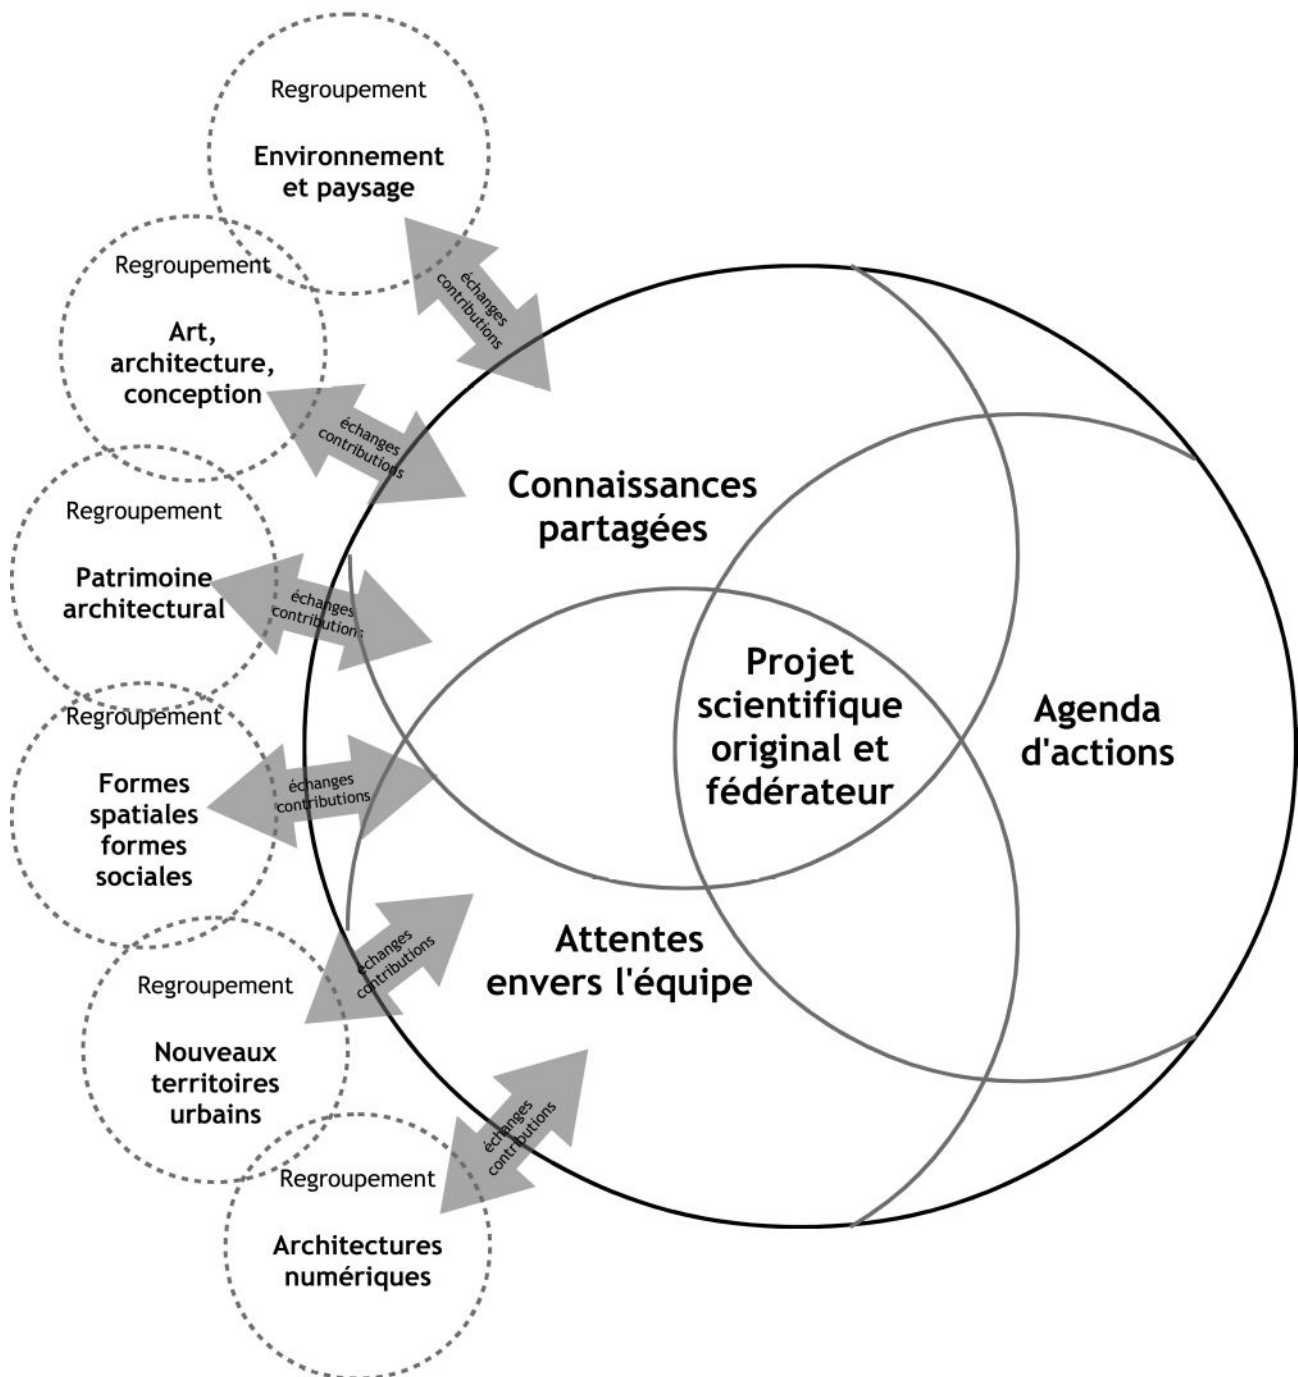 Regroupement
Environnement
et paysage
échanges
contributions
Regroupement
Art,
architecture,
conception
échanges
contributions
Regroupement
Patrimoine
architectural
échanges
contributions
Regroupement
Formes
spatiales
formes
sociales
échanges
contributions
Regroupement
Nouveaux
territoires
urbains
échanges
contributions
Regroupement
Architectures
numériques
échanges
contributions
Connaissances
partagées
Projet
scientifique
original et
fédérateur
Agenda
d'actions
Attentes
envers l'équipe